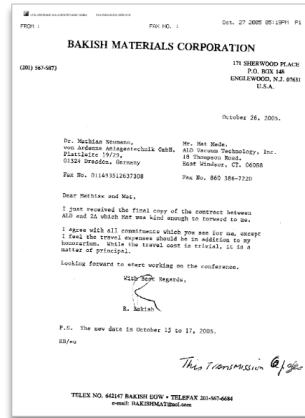 FROM :
FAX NO. :
Oct. 27 2005 05:19PM P1
BAKISH MATERIALS CORPORATION
(201) 567-5873
171 SHERWOOD PLACE
P.O. BOX 148
ENGLEWOOD, N.J. 07631
U.S.A.
October 26, 2005.
Dr. Mathias Neumann,
von Ardenne Anlagentechnik GmbH,
Plattleite 19/29,
01324 Dresden, Germany
Fax No. 011493512637308
Mr. Mat Mede,
ALD Vacuum Technology, Inc.
18 Thompson Road,
East Windsor, CT. 06088
Fax No. 860 386-7220
Dear Mathias and Mat,
I just received the final copy of the contract between
ALD and ZA which Mat was kind enough to forward to me.
I agree with all commitments which you see for me, except
I feel the travel expenses should be in addition to my
honorarium. While the travel cost is trivial, it is a
matter of principal.
Looking forward to start working on the conference.
With Best Regards,
R. Bakish
P.S. The new date is October 15 to 17, 2005.
RB/
This Transmission
TELEX NO. 642147 BAKISH EGW • TELEFAX 201-567-6684
e-mail: BAKISHMAT@aol.com